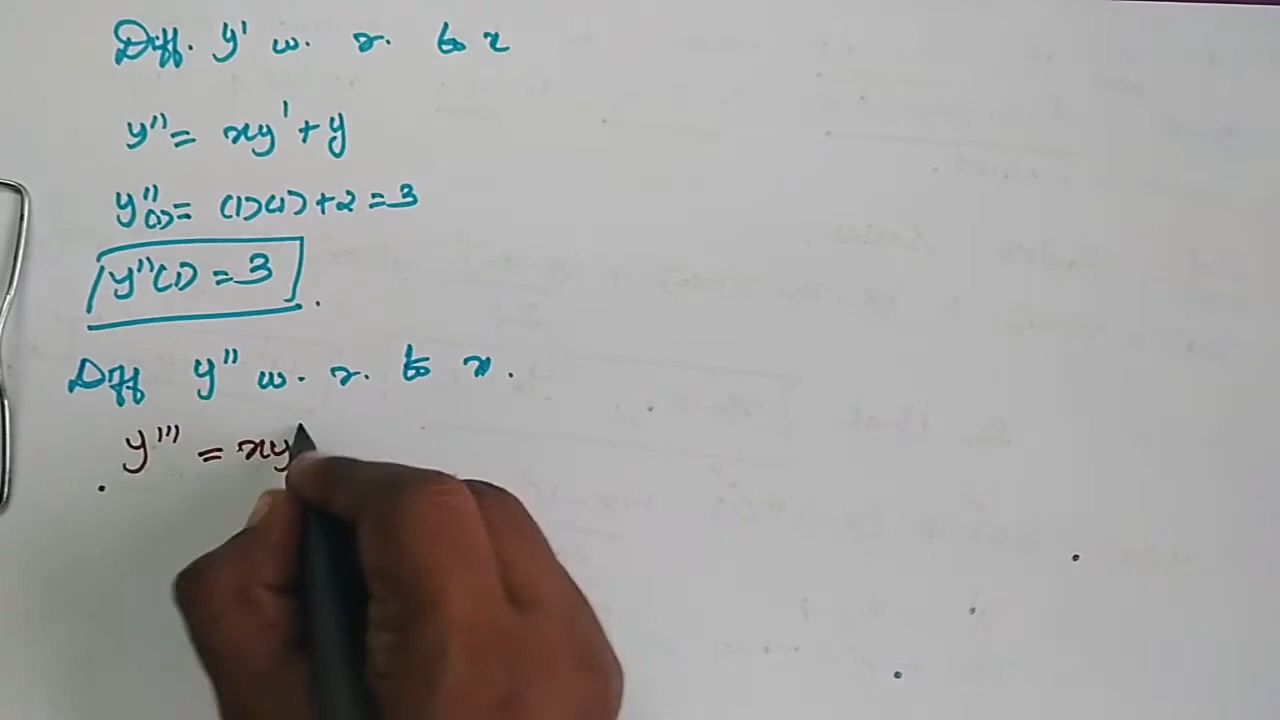 Diff. y' w. r. to x
y'' = xy' + y
y''(1) = (1)(1) + 2 = 3
y''(1) = 3
Diff y'' w. r. to x.
y''' = xy